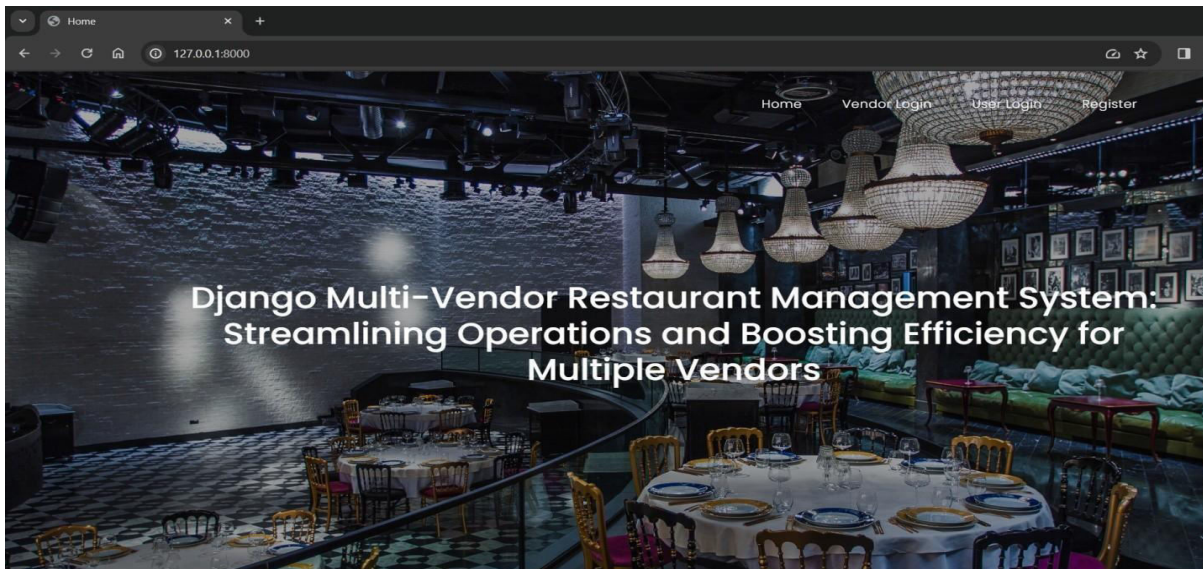 Home
127.0.0.1:8000
Home Vendor Login User Login Register
Django Multi-Vendor Restaurant Management System:
Streamlining Operations and Boosting Efficiency for
Multiple Vendors